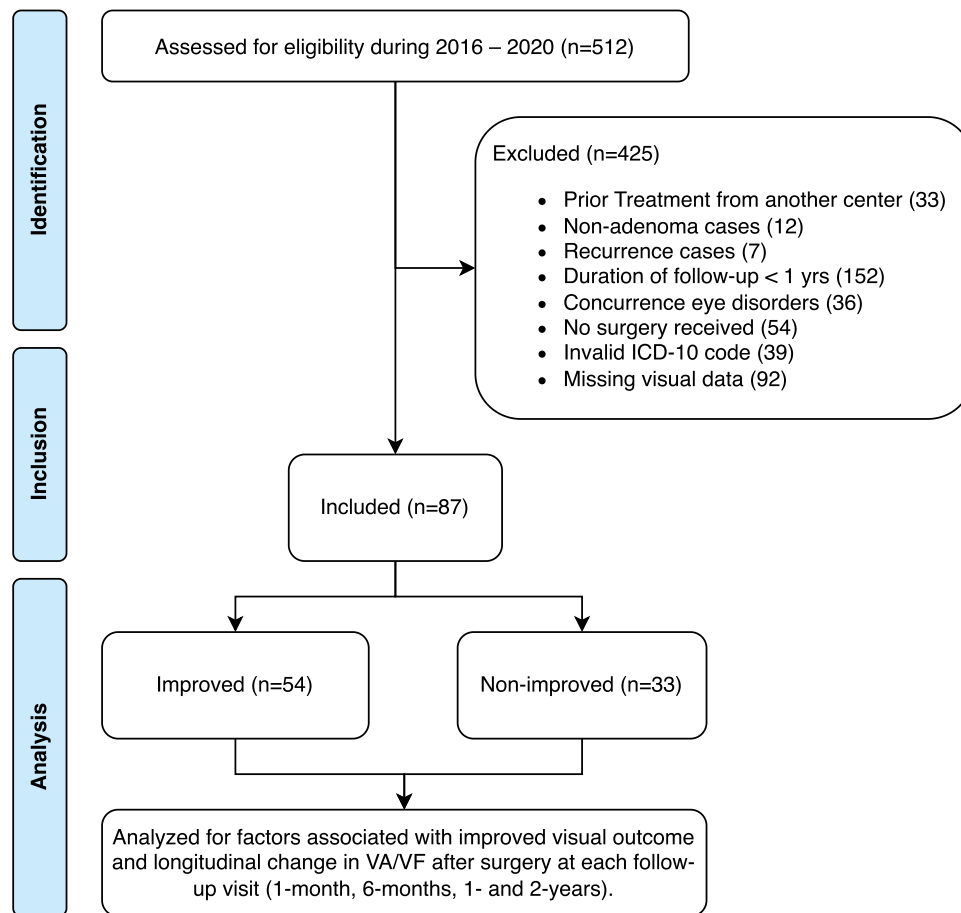 Identification
Assessed for eligibility during 2016 – 2020 (n=512)
Excluded (n=425)
• Prior Treatment from another center (33)
• Non-adenoma cases (12)
• Recurrence cases (7)
• Duration of follow-up < 1 yrs (152)
• Concurrence eye disorders (36)
• No surgery received (54)
• Invalid ICD-10 code (39)
• Missing visual data (92)
Inclusion
Included (n=87)
Analysis
Improved (n=54)
Non-improved (n=33)
Analyzed for factors associated with improved visual outcome
and longitudinal change in VA/VF after surgery at each follow-
up visit (1-month, 6-months, 1- and 2-years).